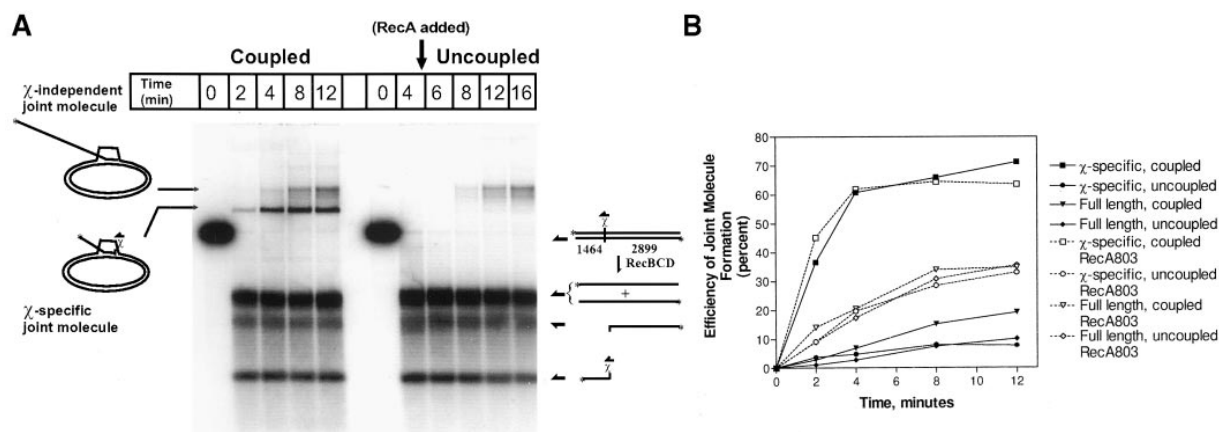 A
(RecA added)
Coupled
Uncoupled
Time (min)
0 2 4 8 12 0 4 6 8 12 16
χ-independent
joint molecule
χ
χ-specific
joint molecule
χ
1464 2899
RecBCD
+
χ
B
Efficiency of Joint Molecule
Formation
(percent)
80
70
60
50
40
30
20
10
0
0 2 4 6 8 10 12
Time, minutes
χ-specific, coupled
χ-specific, uncoupled
Full length, coupled
Full length, uncoupled
χ-specific, coupled
RecA803
χ-specific, uncoupled
RecA803
Full length, coupled
RecA803
Full length, uncoupled
RecA803